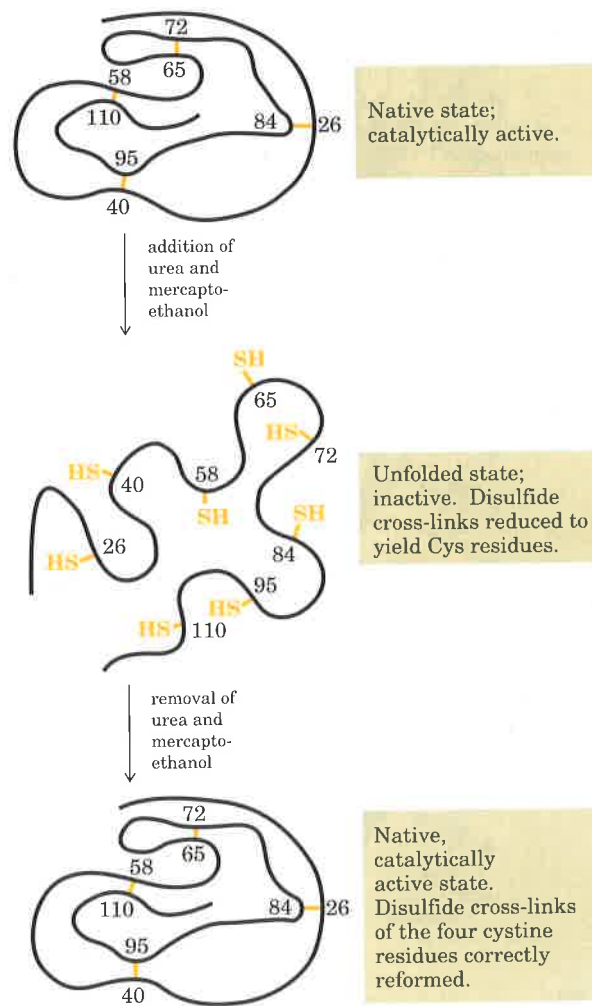 72
65
58
110
84
26
95
40
Native state;
catalytically active.
addition of
urea and
mercapto-
ethanol
SH
65
HS
72
HS
40
58
SH
SH
84
26
HS
95
HS
HS
110
Unfolded state;
inactive. Disulfide
cross-links reduced to
yield Cys residues.
removal of
urea and
mercapto-
ethanol
72
65
58
110
84
26
95
40
Native,
catalytically
active state.
Disulfide cross-links
of the four cystine
residues correctly
reformed.